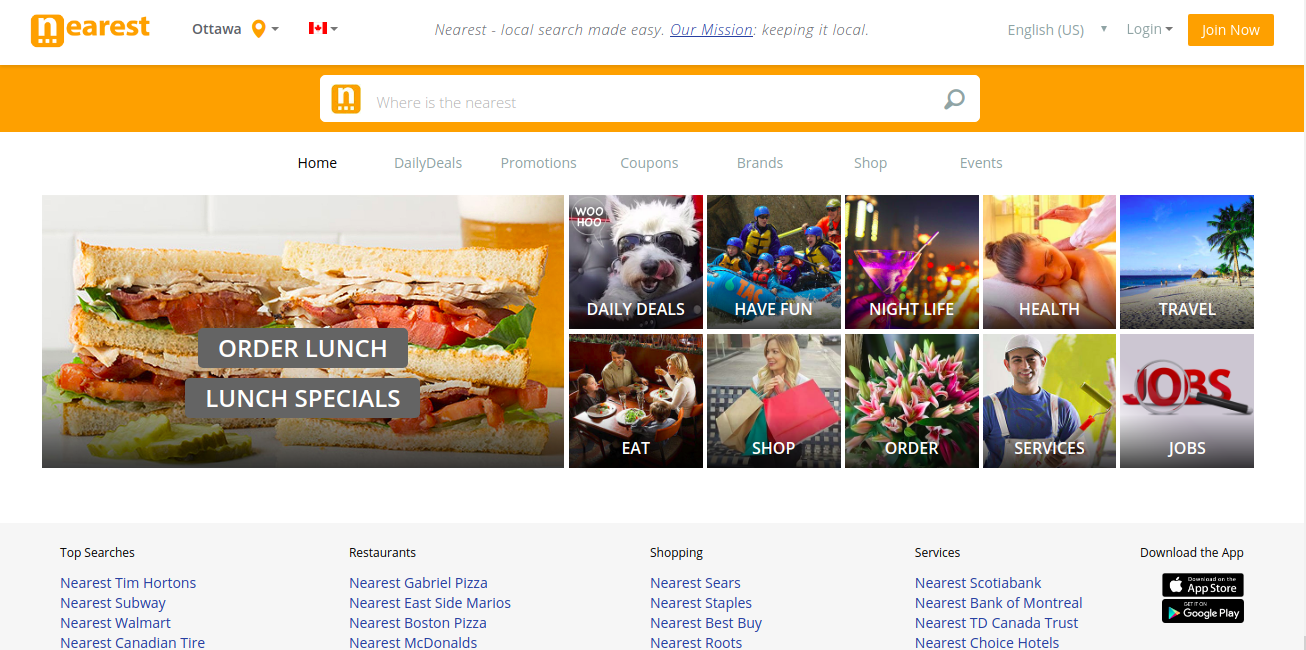 nearest
Ottawa
Nearest - local search made easy. Our Mission: keeping it local.
English (US)
Login
Join Now
n
Where is the nearest
Home
DailyDeals
Promotions
Coupons
Brands
Shop
Events
ORDER LUNCH
LUNCH SPECIALS
WOO
HOO
DAILY DEALS
HAVE FUN
NIGHT LIFE
HEALTH
TRAVEL
EAT
SHOP
ORDER
SERVICES
JOBS
JOBS
Top Searches
Nearest Tim Hortons
Nearest Subway
Nearest Walmart
Nearest Canadian Tire
Restaurants
Nearest Gabriel Pizza
Nearest East Side Marios
Nearest Boston Pizza
Nearest McDonalds
Shopping
Nearest Sears
Nearest Staples
Nearest Best Buy
Nearest Roots
Services
Nearest Scotiabank
Nearest Bank of Montreal
Nearest TD Canada Trust
Nearest Choice Hotels
Download the App
Download on the
App Store
GET IT ON
Google Play